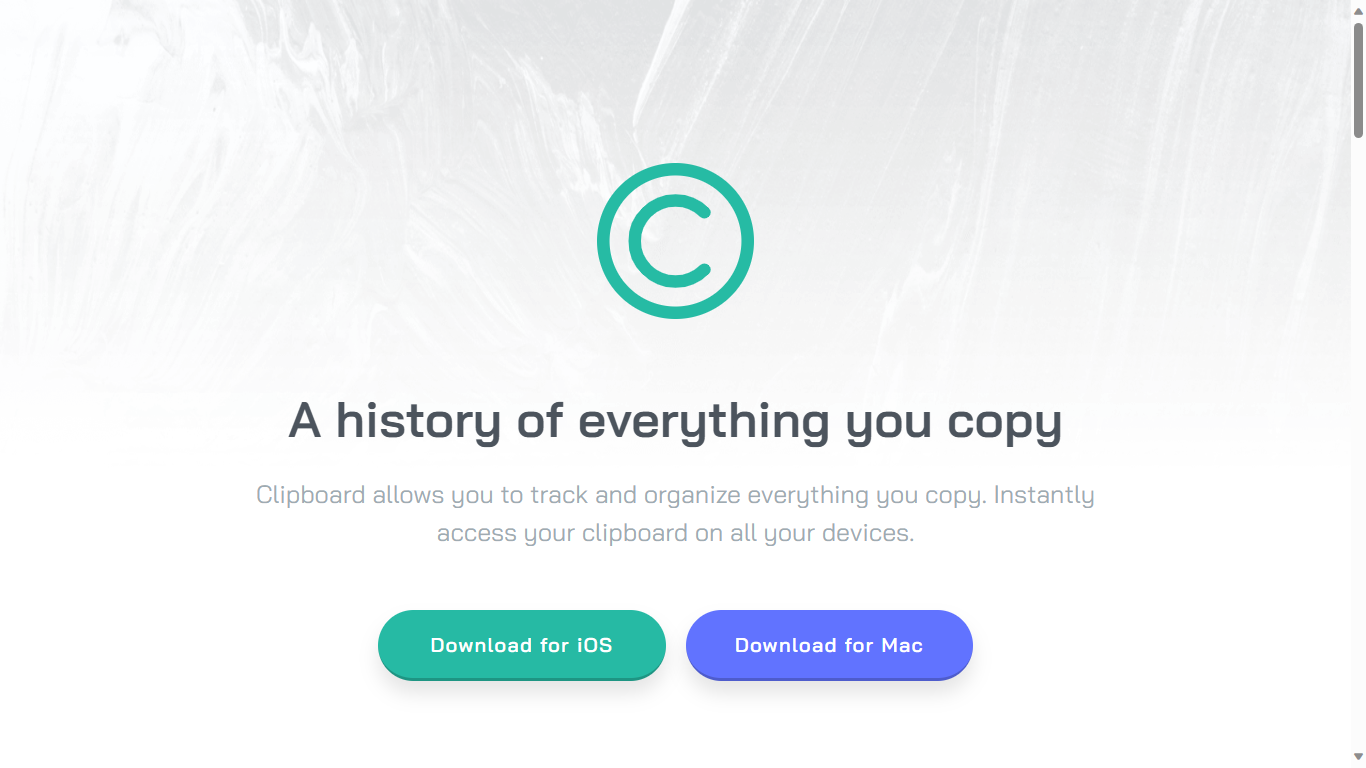 A history of everything you copy
Clipboard allows you to track and organize everything you copy. Instantly
access your clipboard on all your devices.
Download for iOS
Download for Mac